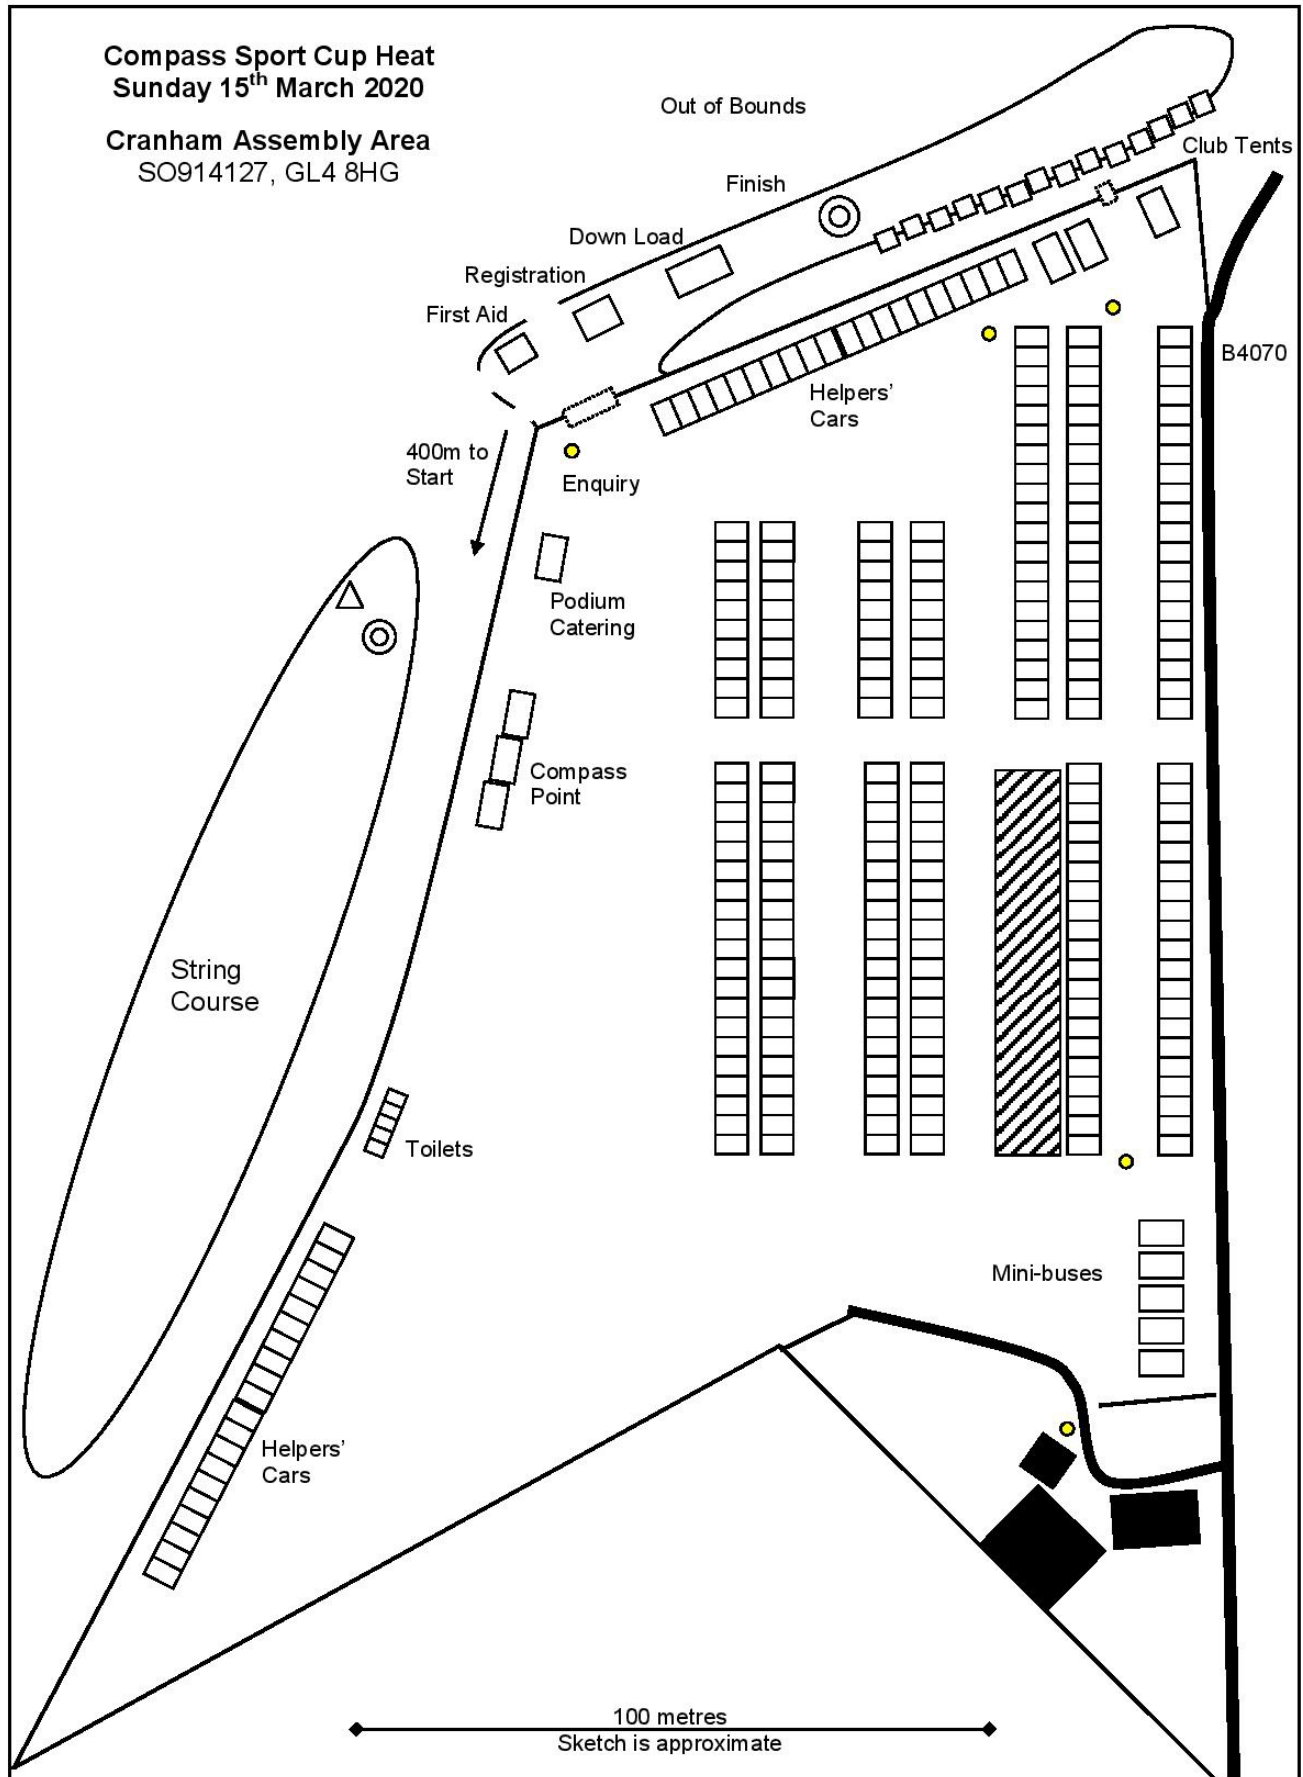 Compass Sport Cup Heat
Sunday 15th March 2020
Cranham Assembly Area
SO914127, GL4 8HG
Out of Bounds
Club Tents
Finish
Down Load
Registration
First Aid
B4070
Helpers’
Cars
400m to
Start
Enquiry
Podium
Catering
Compass
Point
String
Course
Toilets
Mini-buses
Helpers’
Cars
100 metres
Sketch is approximate